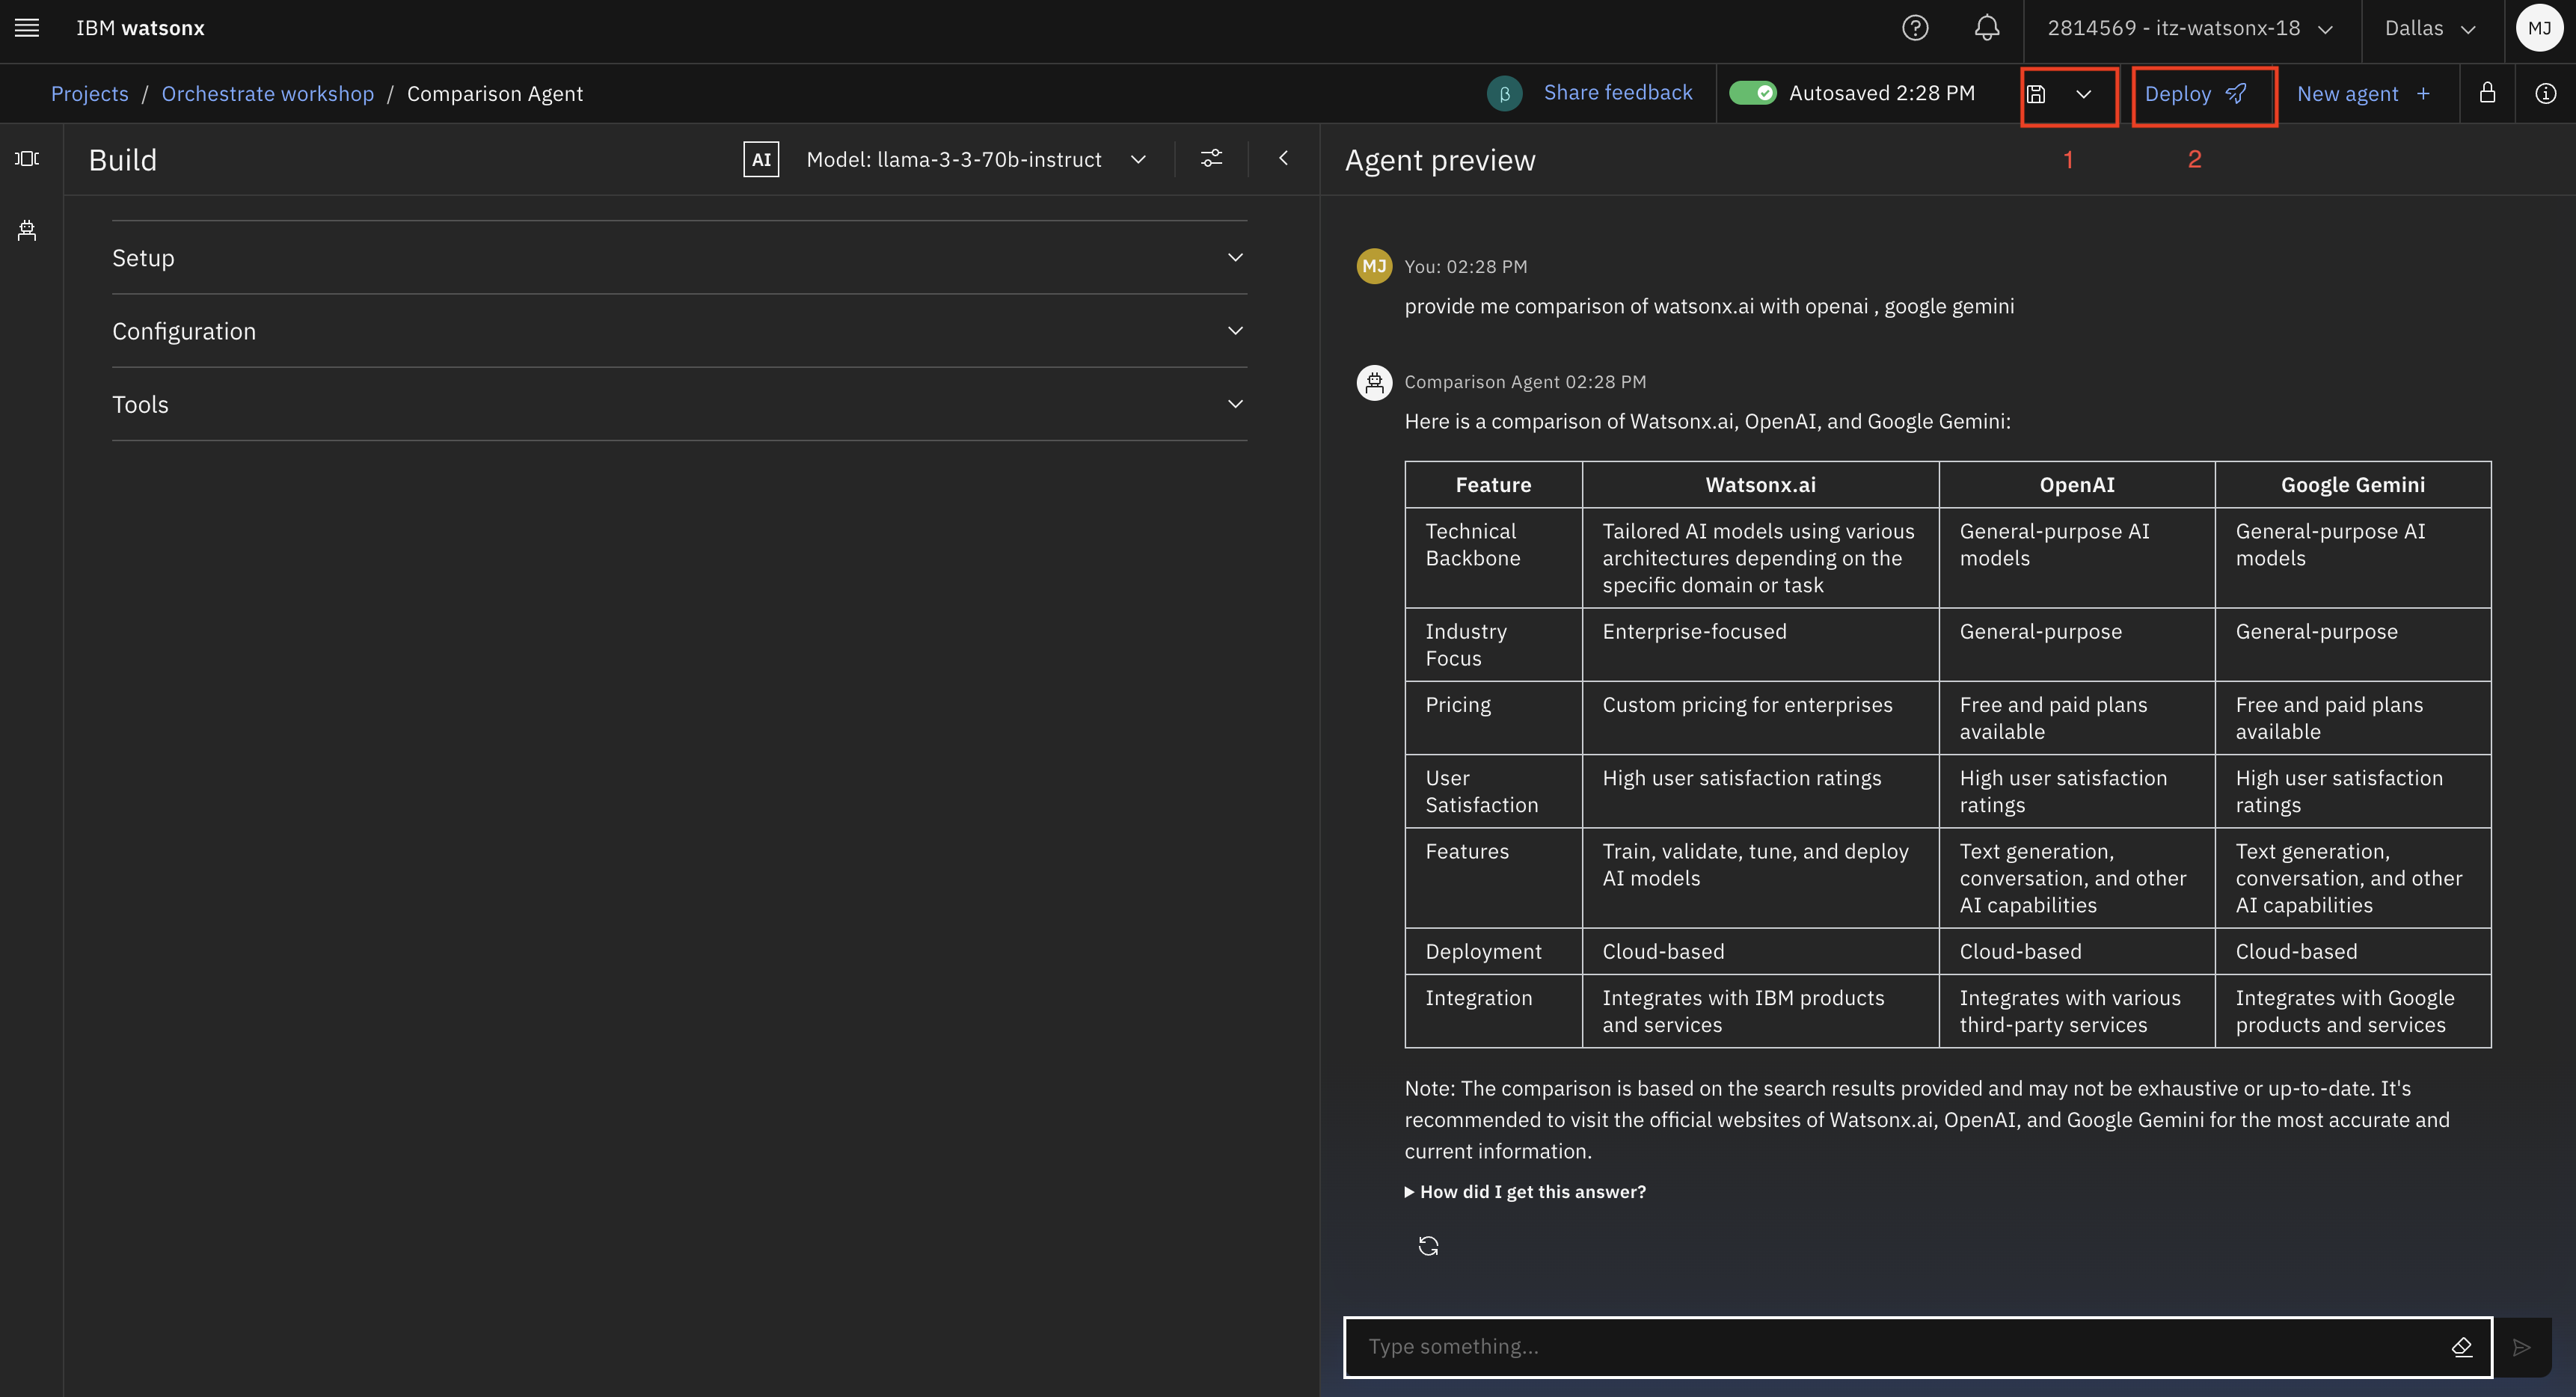 IBM watsonx
2814569 - itz-watsonx-18
Dallas
MJ
Projects / Orchestrate workshop / Comparison Agent
β
Share feedback
Autosaved 2:28 PM
Deploy
New agent +
1
2
Build
AI
Model: llama-3-3-70b-instruct
Setup
Configuration
Tools
Agent preview
MJ
You: 02:28 PM
provide me comparison of watsonx.ai with openai , google gemini
Comparison Agent 02:28 PM
Here is a comparison of Watsonx.ai, OpenAI, and Google Gemini:
Feature
Watsonx.ai
OpenAI
Google Gemini
Technical
Backbone
Tailored AI models using various
architectures depending on the
specific domain or task
General-purpose AI
models
General-purpose AI
models
Industry
Focus
Enterprise-focused
General-purpose
General-purpose
Pricing
Custom pricing for enterprises
Free and paid plans
available
Free and paid plans
available
User
Satisfaction
High user satisfaction ratings
High user satisfaction
ratings
High user satisfaction
ratings
Features
Train, validate, tune, and deploy
AI models
Text generation,
conversation, and other
AI capabilities
Text generation,
conversation, and other
AI capabilities
Deployment
Cloud-based
Cloud-based
Cloud-based
Integration
Integrates with IBM products
and services
Integrates with various
third-party services
Integrates with Google
products and services
Note: The comparison is based on the search results provided and may not be exhaustive or up-to-date. It's
recommended to visit the official websites of Watsonx.ai, OpenAI, and Google Gemini for the most accurate and
current information.
How did I get this answer?
Type something...